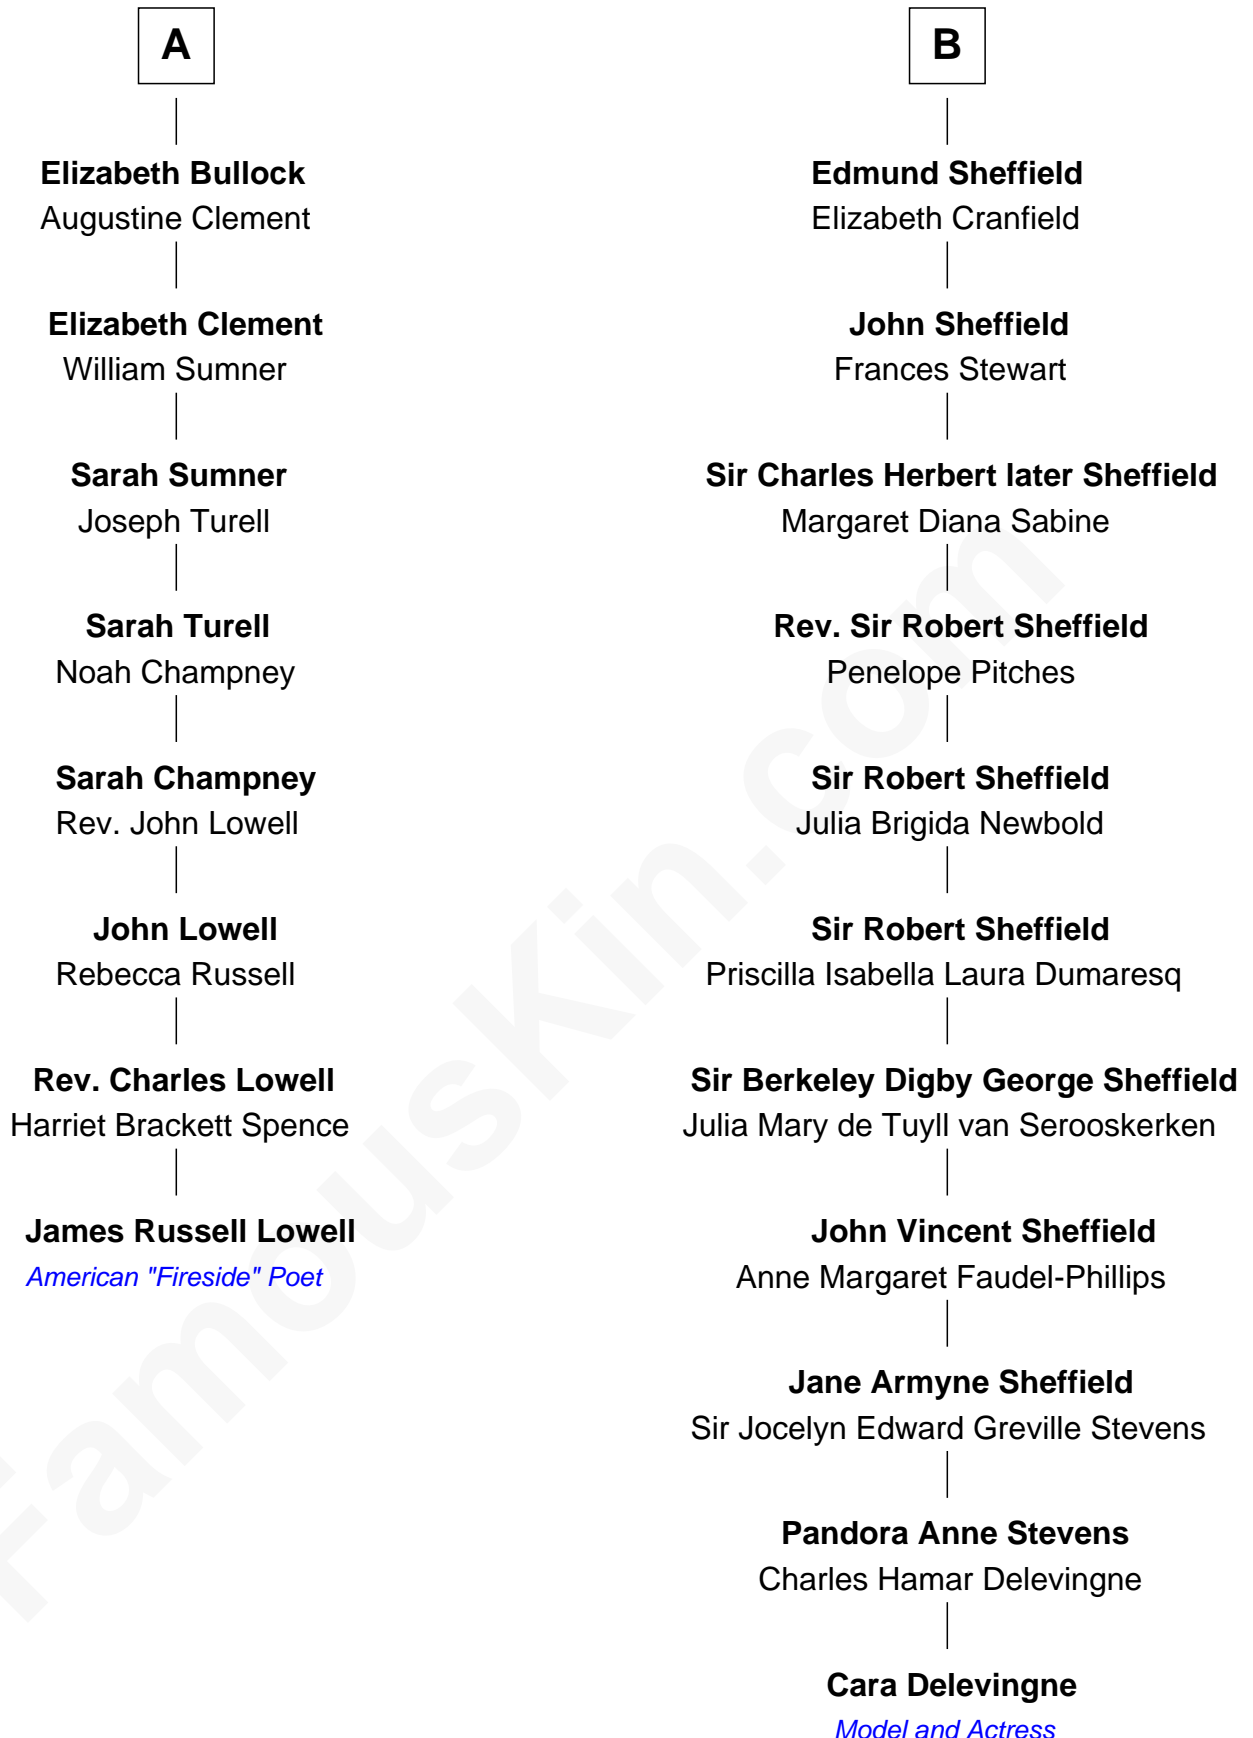 A
Elizabeth Bullock
Augustine Clement
Elizabeth Clement
William Sumner
Sarah Sumner
Joseph Turell
Sarah Turell
Noah Champney
Sarah Champney
Rev. John Lowell
John Lowell
Rebecca Russell
Rev. Charles Lowell
Harriet Brackett Spence
James Russell Lowell
American "Fireside" Poet
B
Edmund Sheffield
Elizabeth Cranfield
John Sheffield
Frances Stewart
Sir Charles Herbert later Sheffield
Margaret Diana Sabine
Rev. Sir Robert Sheffield
Penelope Pitches
Sir Robert Sheffield
Julia Brigida Newbold
Sir Robert Sheffield
Priscilla Isabella Laura Dumaresq
Sir Berkeley Digby George Sheffield
Julia Mary de Tuyll van Serooskerken
John Vincent Sheffield
Anne Margaret Faudel-Phillips
Jane Armyne Sheffield
Sir Jocelyn Edward Greville Stevens
Pandora Anne Stevens
Charles Hamar Delevingne
Cara Delevingne
Model and Actress
FamousKin.com